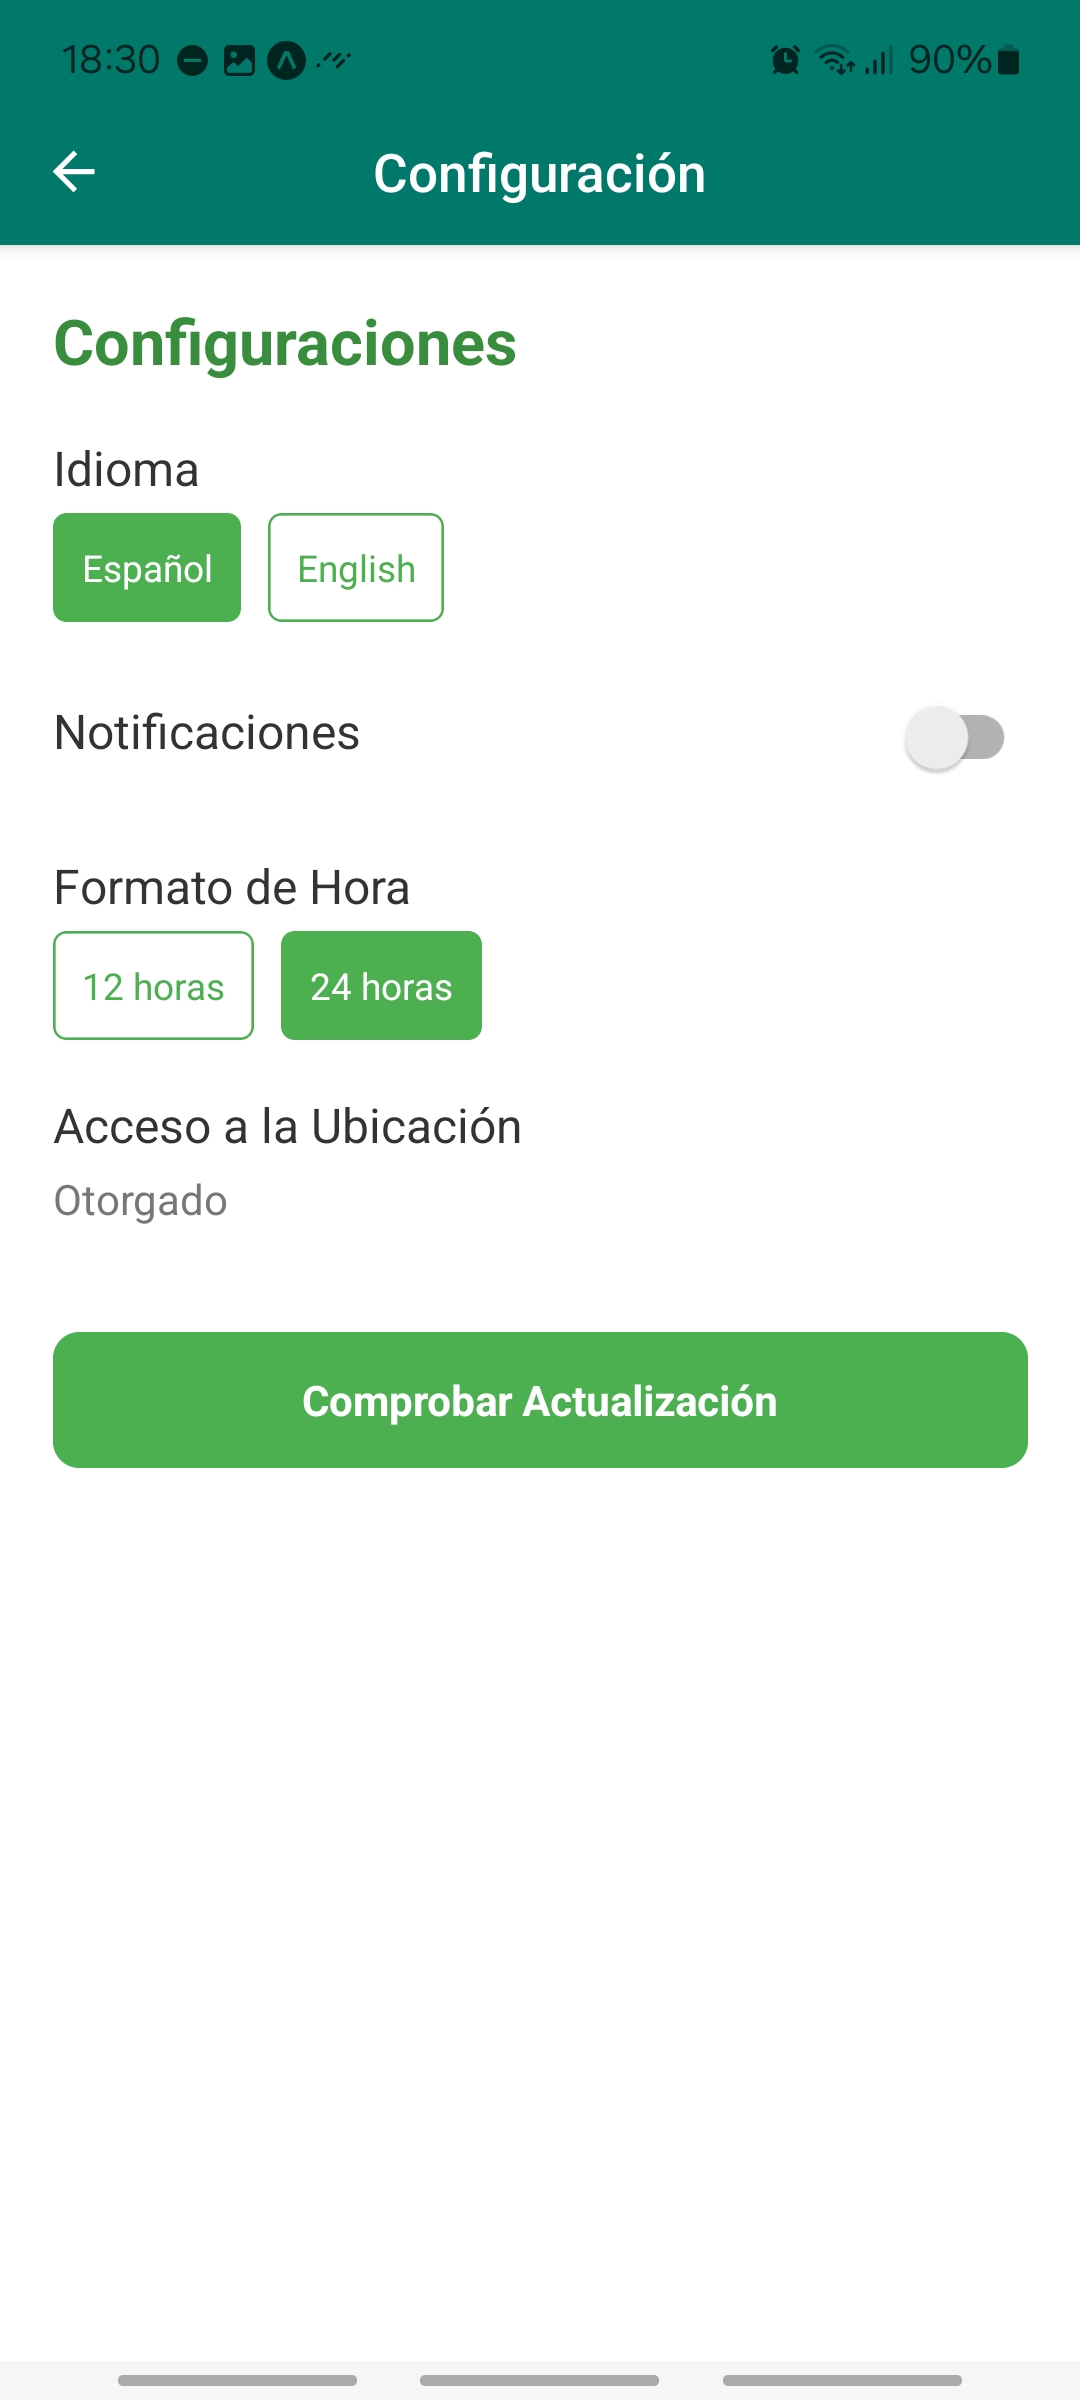 18:30 90%
Configuración
Configuraciones
Idioma
Español English
Notificaciones
Formato de Hora
12 horas 24 horas
Acceso a la Ubicación
Otorgado
Comprobar Actualización